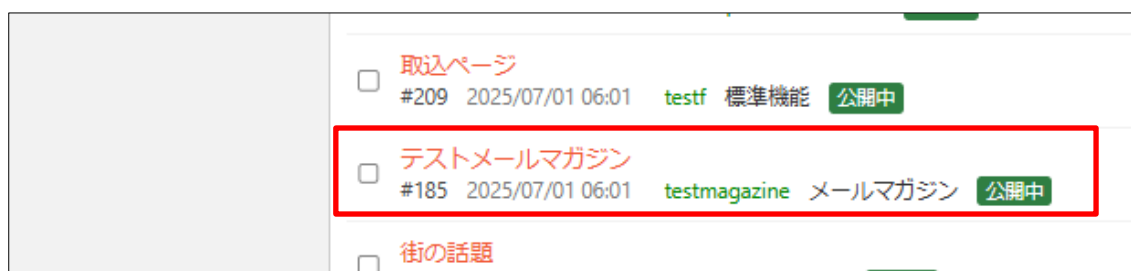 取込ページ
#209 2025/07/01 06:01 testf 標準機能 公開中
テストメールマガジン
#185 2025/07/01 06:01 testmagazine メールマガジン 公開中
街の話題